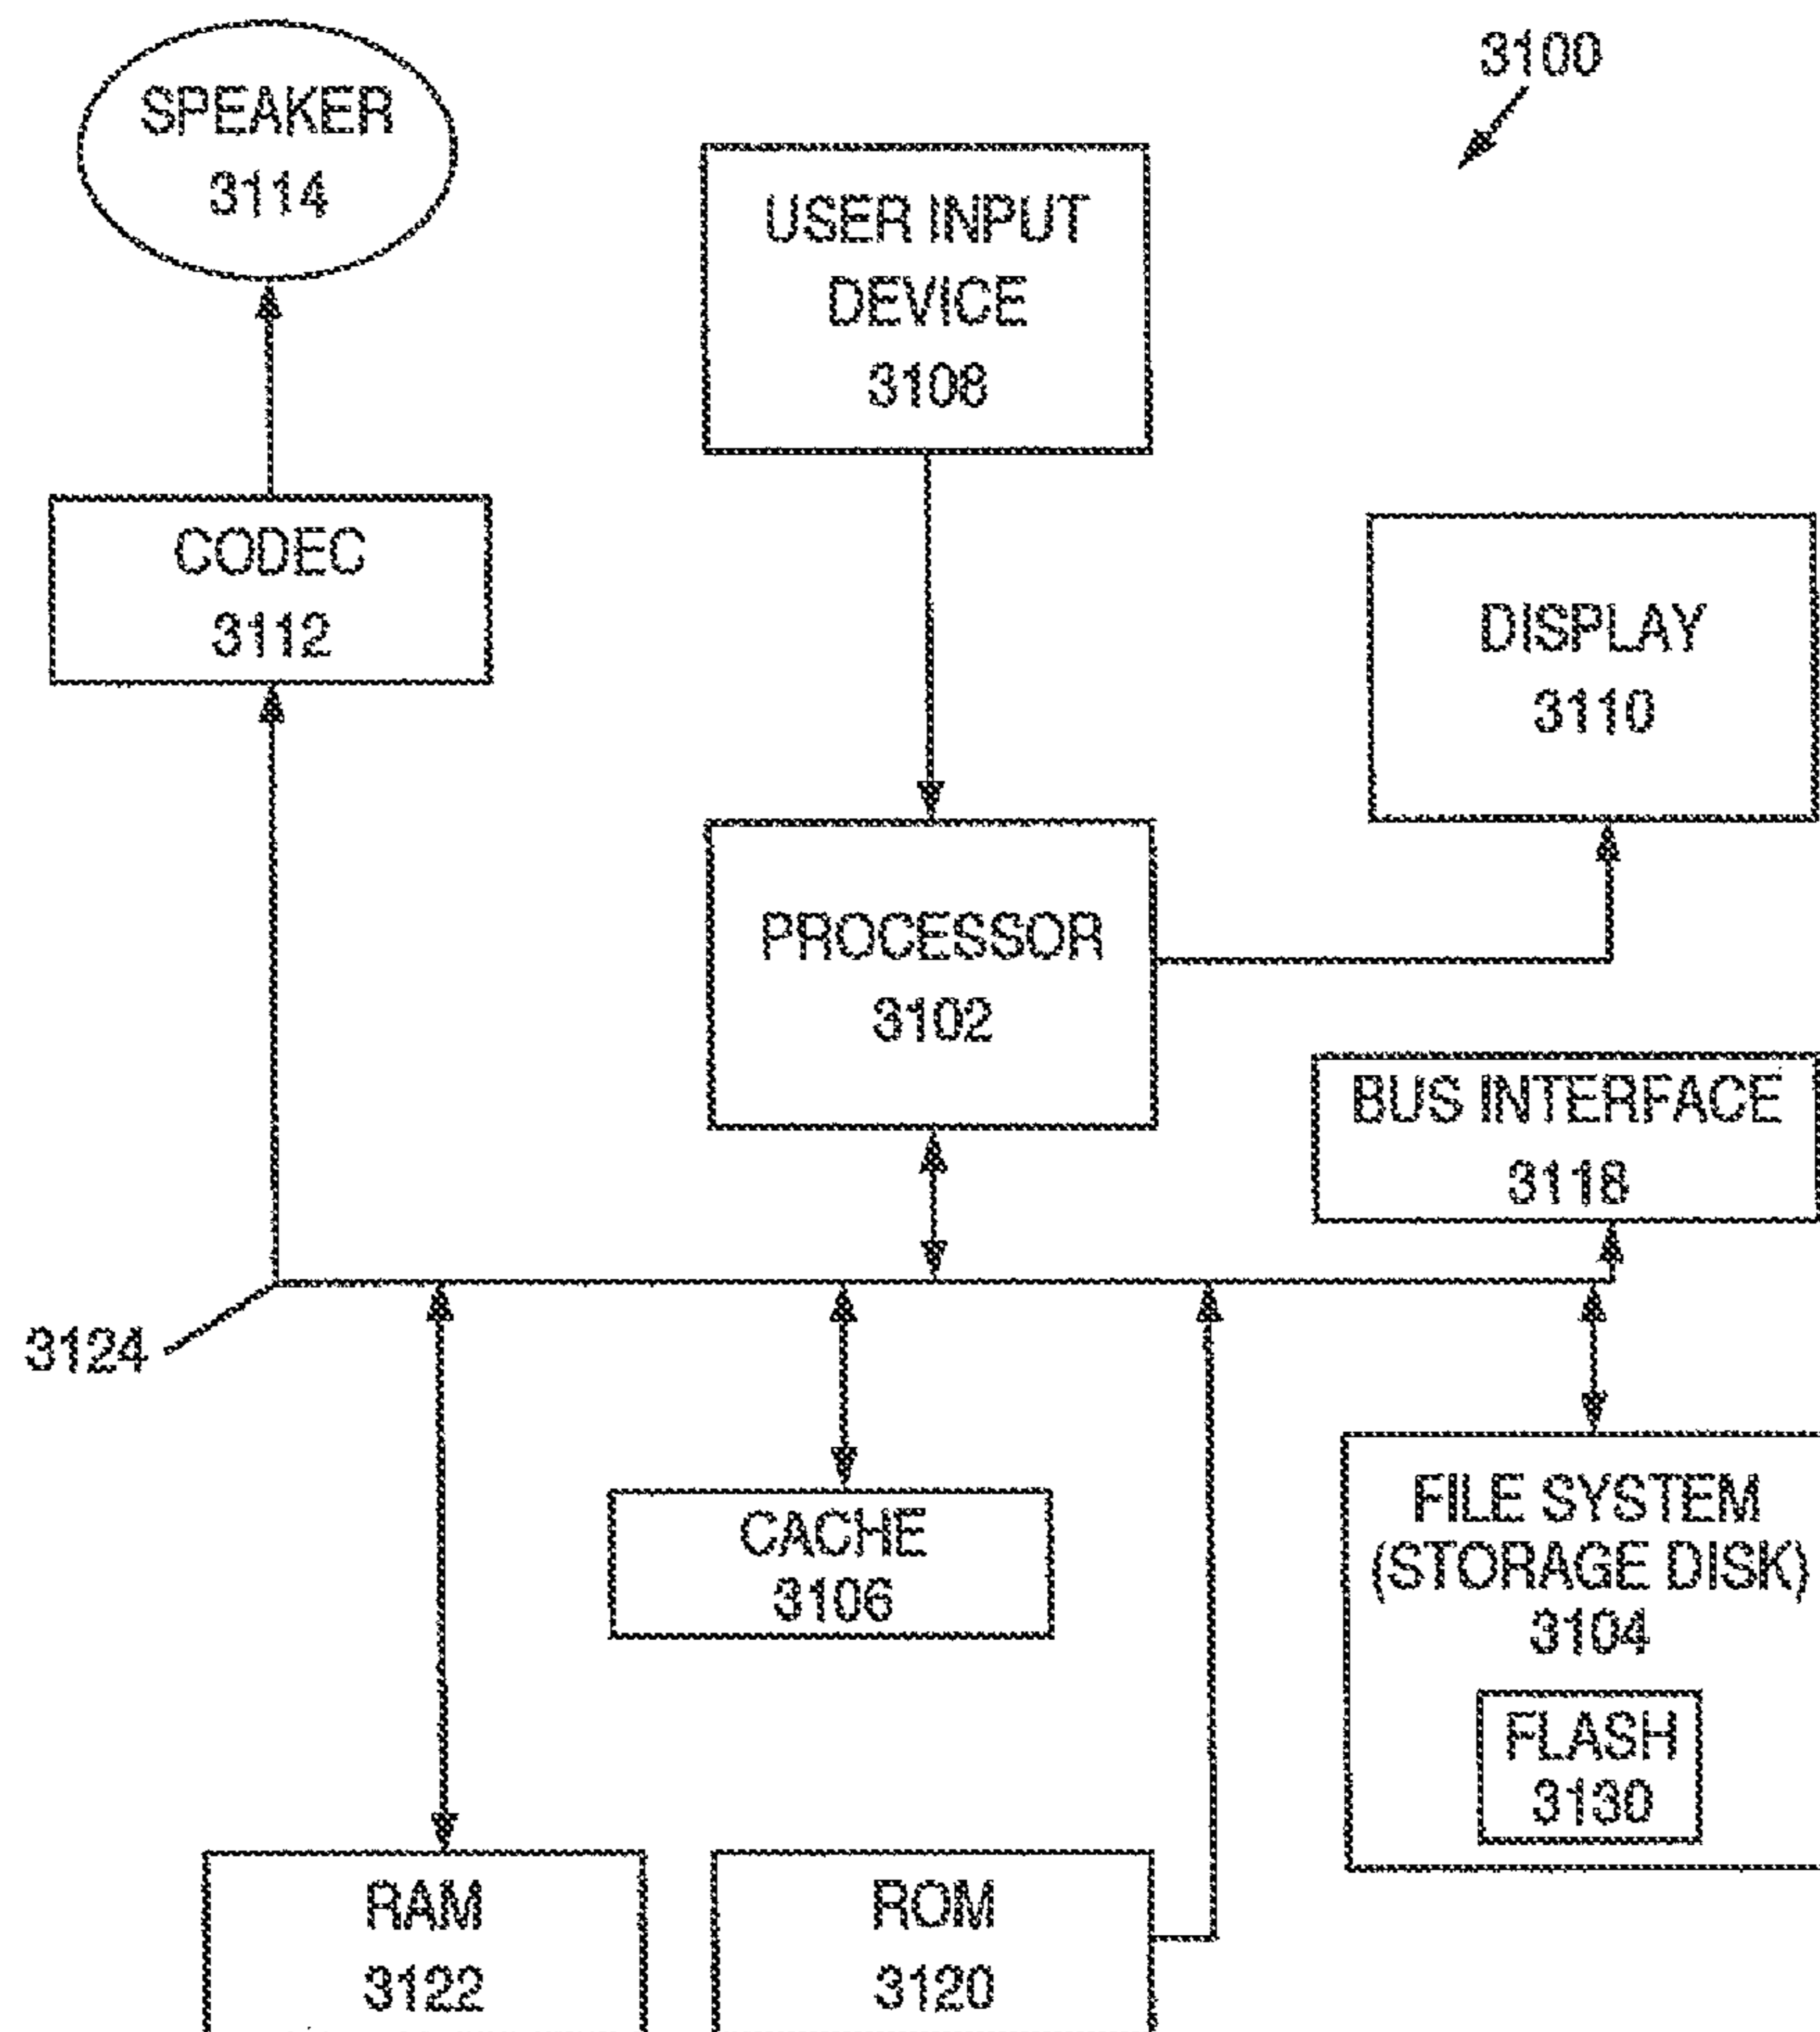 3100
SPEAKER
3114
USER INPUT
DEVICE
3108
CODEC
3112
DISPLAY
3110
PROCESSOR
3102
BUS INTERFACE
3118
3124
CACHE
3106
FILE SYSTEM
(STORAGE DISK)
3104
FLASH
3130
RAM
3122
ROM
3120